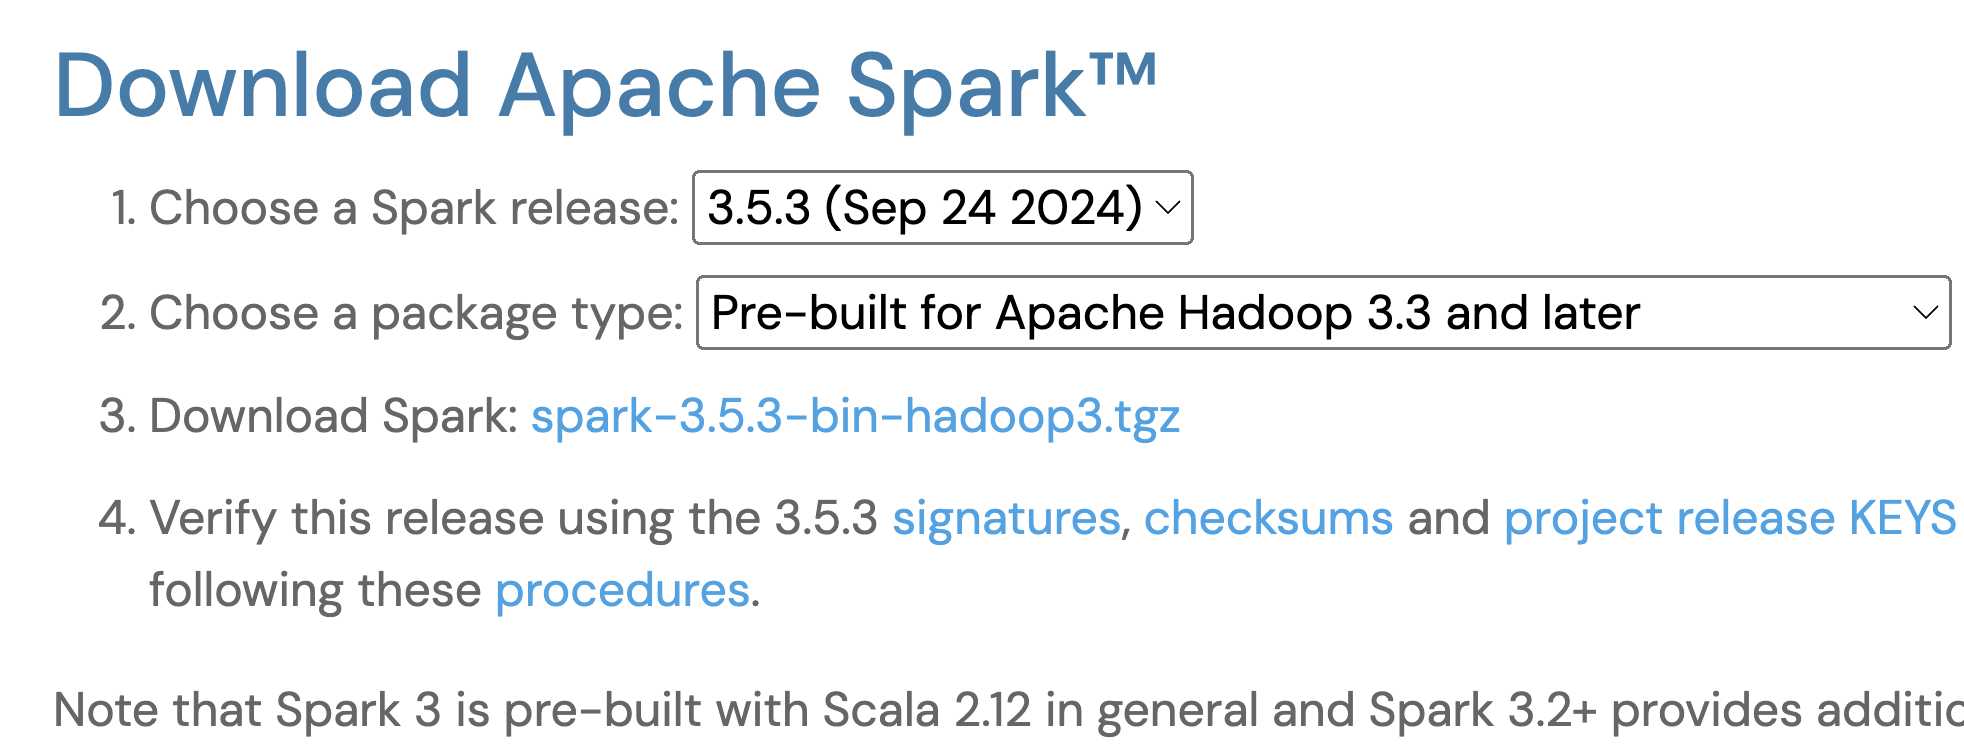 Download Apache Spark™
1. Choose a Spark release: 3.5.3 (Sep 24 2024)
2. Choose a package type: Pre-built for Apache Hadoop 3.3 and later
3. Download Spark: spark-3.5.3-bin-hadoop3.tgz
4. Verify this release using the 3.5.3 signatures, checksums and project release KEYS
following these procedures.
Note that Spark 3 is pre-built with Scala 2.12 in general and Spark 3.2+ provides